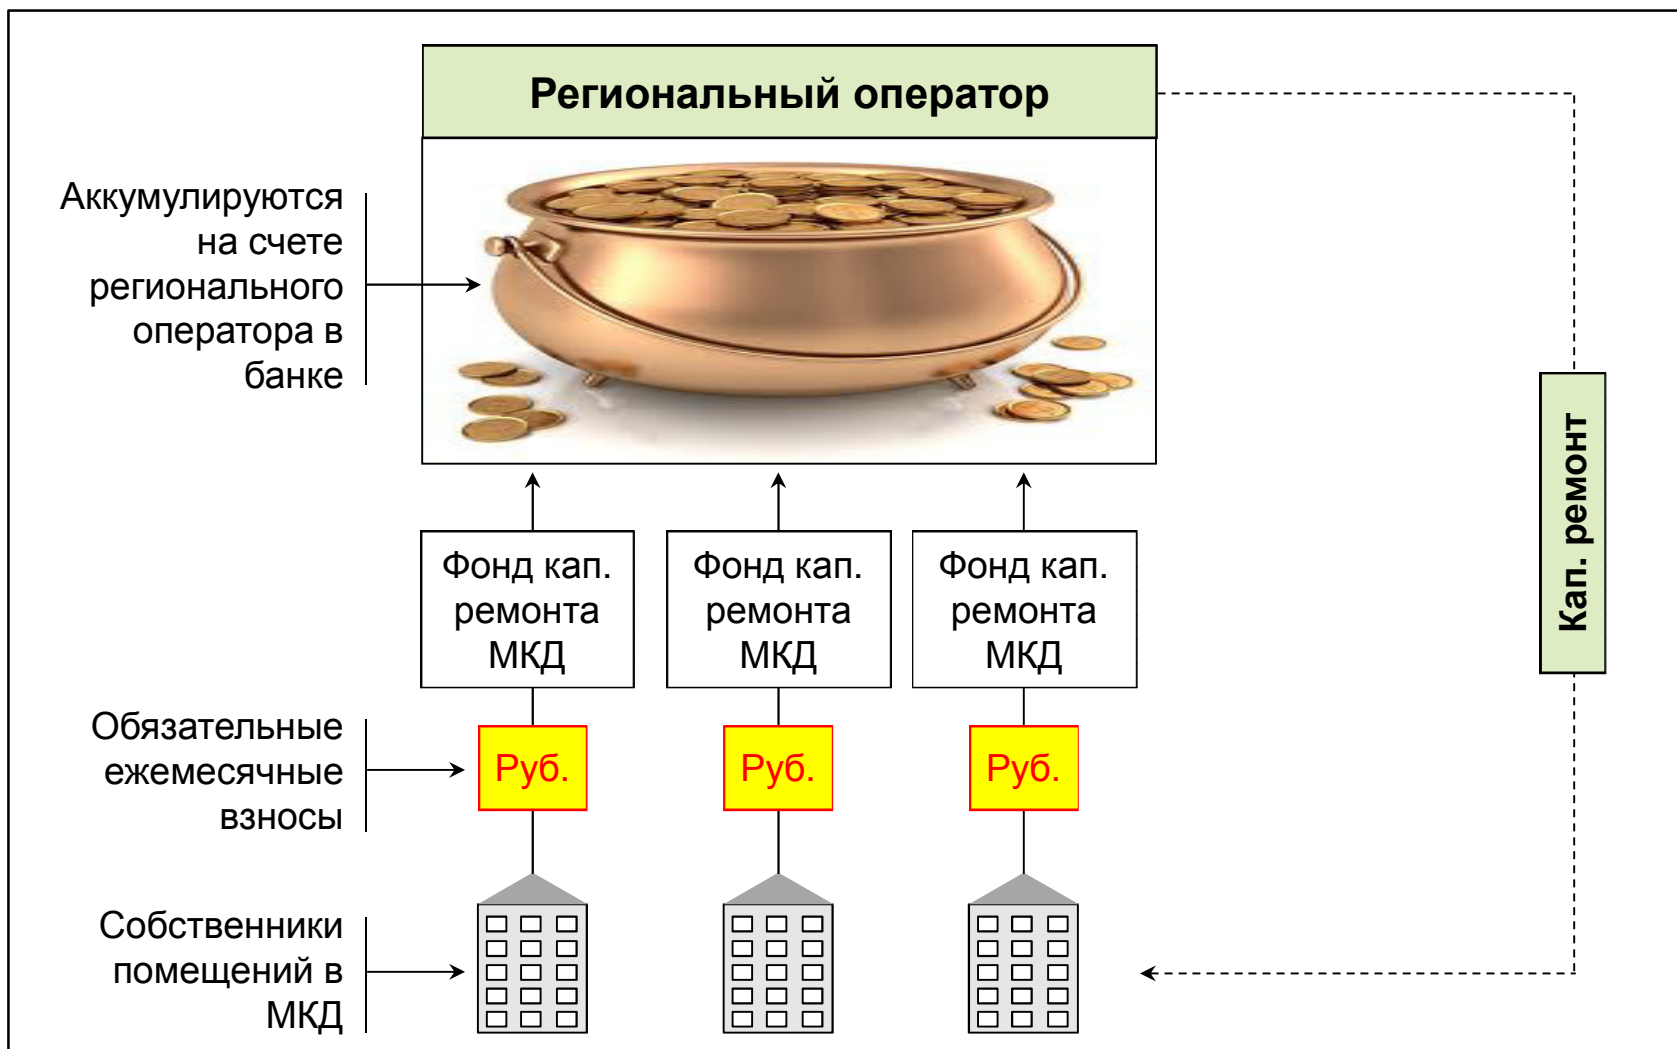 Региональный оператор
Аккумулируются
на счете
регионального
оператора в
банке
Кап. ремонт
Фонд кап.
ремонта
МКД
Фонд кап.
ремонта
МКД
Фонд кап.
ремонта
МКД
Обязательные
ежемесячные
взносы
Руб.
Руб.
Руб.
Собственники
помещений в
МКД